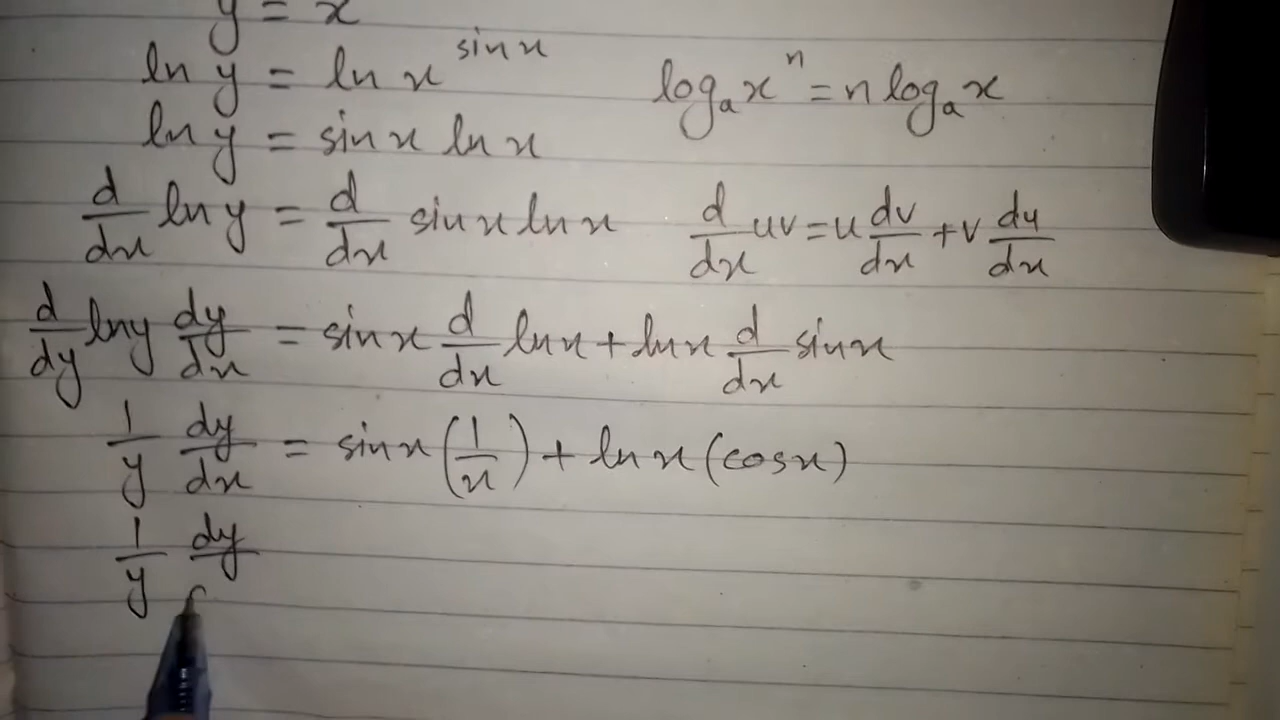 y = x
ln y = ln x^sin x log_a x^n = n log_a x
ln y = sin x ln x
d/dx ln y = d/dx sin x ln x d/dx uv = u dv/dx + v du/dx
d/dy ln y dy/dx = sin x d/dx ln x + ln x d/dx sin x
1/y dy/dx = sin x (1/x) + ln x (cos x)
1/y dy